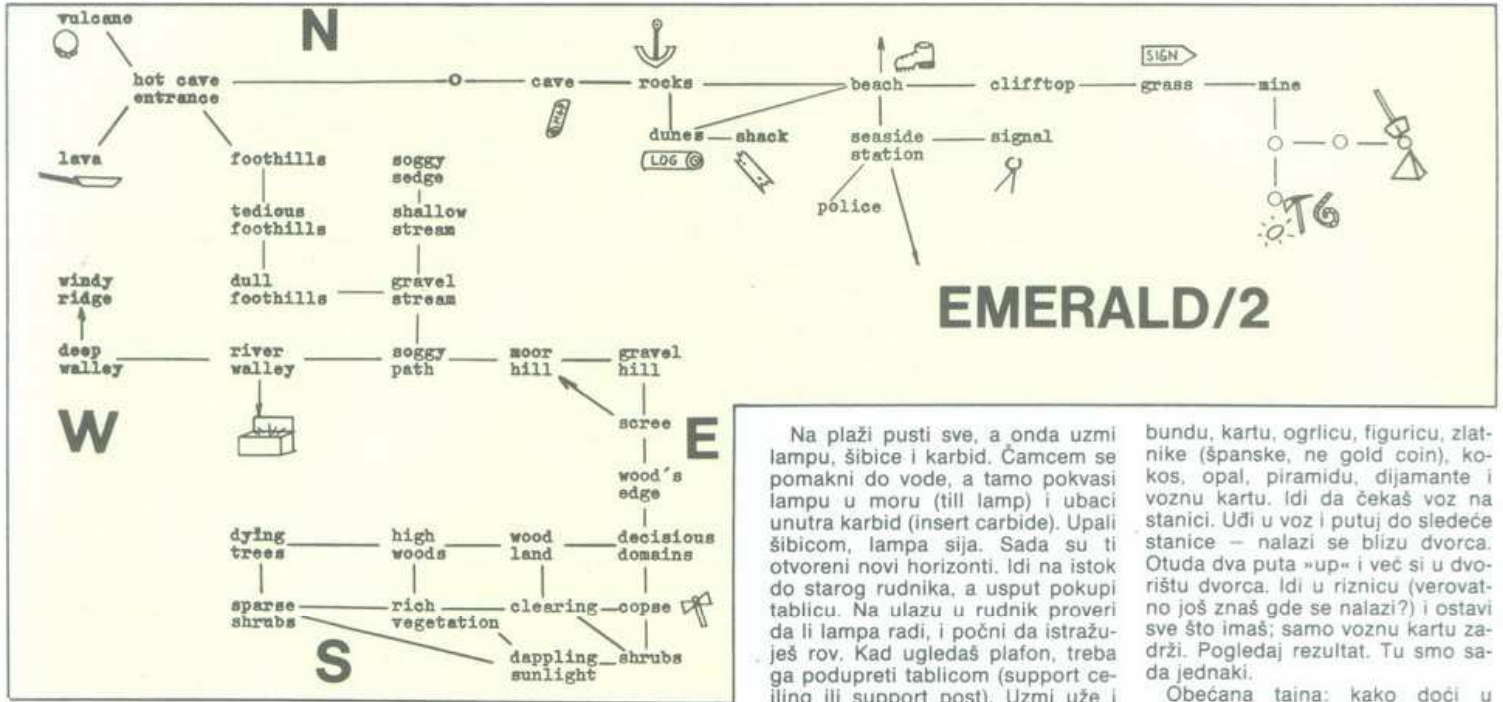 vulcane
N
SIGN
hot cave
entrance
cave
rocks
beach
clifftop
grass
mine
lava
foothills
soggy
sedge
dunes
shack
seaside
station
signal
LOG
police
tedious
foothills
shallow
stream
windy
ridge
dull
foothills
gravel
stream
EMERALD/2
deep
walley
river
walley
soggy
path
moor
hill
gravel
hill
W
scree
E
wood's
edge
dying
trees
high
woods
wood
land
decisious
domains
sparse
shrubs
rich
vegetation
clearing
copse
S
dappling
sunlight
shrubs
Na plaži pusti sve, a onda uzmi
lampu, šibice i karbid. Čamcem se
pomakni do vode, a tamo pokvasi
lampu u moru (till lamp) i ubaci
unutra karbid (insert carbide). Upali
šibicom, lampa sija. Sada su ti
otvoreni novi horizonti. Idi na istok
do starog rudnika, a usput pokupi
tablicu. Na ulazu u rudnik proveri
da li lampa radi, i počni da istražu-
ješ rov. Kad ugledaš plafon, treba
ga podupreti tablicom (support ce-
iling ili support post). Uzmi uže i
bundu, kartu, ogrlicu, figuricu, zlat-
nike (španske, ne gold coin), ko-
kos, opal, piramidu, dijamante i
voznu kartu. Idi da čekaš voz na
stanici. Uđi u voz i putuj do sledeće
stanice — nalazi se blizu dvorca.
Otuda dva puta »up« i već si u dvo-
rištu dvorca. Idi u riznicu (verovat-
no još znaš gde se nalazi?) i ostavi
sve što imaš; samo voznu kartu za-
drži. Pogledaj rezultat. Tu smo sa-
da jednaki.
Obećana tajna: kako doći u